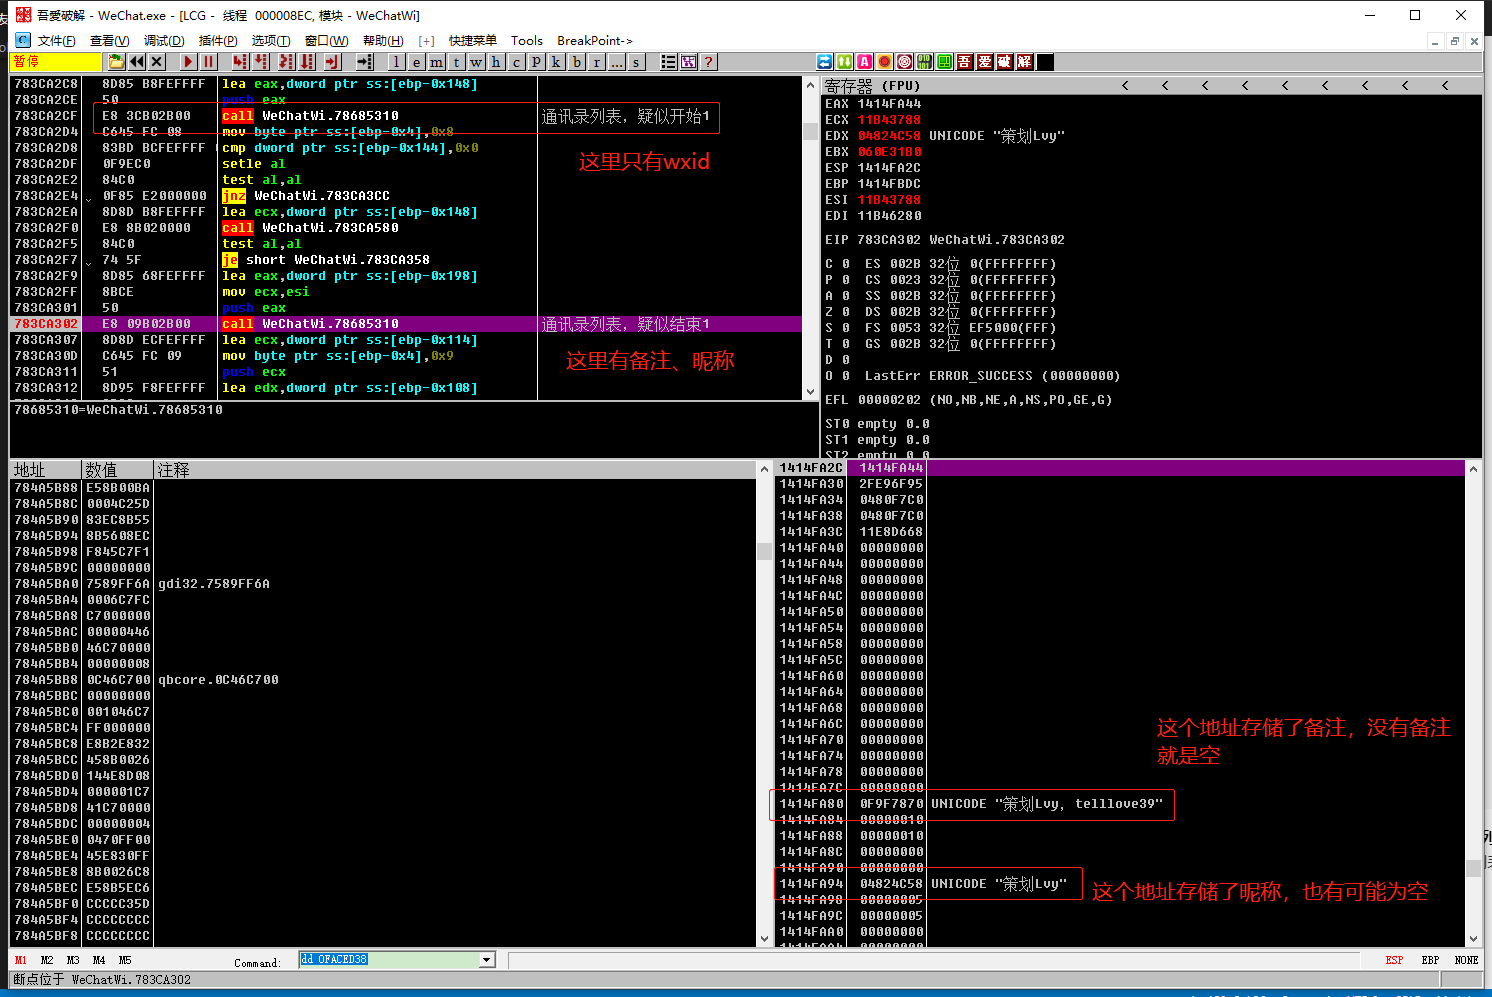 吾愛破解 - WeChat.exe - [LCG - 线程 000008EC, 模块 - WeChatWi]
文件(F) 查看(V) 调试(D) 插件(P) 选项(T) 窗口(W) 帮助(H) [+] 快捷菜单 Tools BreakPoint->
暂停 l e m t w h c P k b r ... s ? 吾 爱 破 解
783CA2C8 8D85 B8FEFFFF lea eax,dword ptr ss:[ebp-0x148]
783CA2CE 50 push eax
783CA2CF E8 3CB02B00 call WeChatWi.78685310 通讯录列表，疑似开始1
783CA2D4 C645 FC 08 mov byte ptr ss:[ebp-0x4],0x8
783CA2D8 83BD BCFEFFFF cmp dword ptr ss:[ebp-0x144],0x0
783CA2DF 0F9EC0 setle al
783CA2E2 84C0 test al,al
783CA2E4 0F85 E2000000 jnz WeChatWi.783CA3CC
783CA2EA 8D8D B8FEFFFF lea ecx,dword ptr ss:[ebp-0x148]
783CA2F0 E8 8B020000 call WeChatWi.783CA580
783CA2F5 84C0 test al,al
783CA2F7 74 5F je short WeChatWi.783CA358
783CA2F9 8D85 68FEFFFF lea eax,dword ptr ss:[ebp-0x198]
783CA2FF 8BCE mov ecx,esi
783CA301 50 push eax
783CA302 E8 09B02B00 call WeChatWi.78685310 通讯录列表，疑似结束1
783CA307 8D8D ECFEFFFF lea ecx,dword ptr ss:[ebp-0x114]
783CA30D C645 FC 09 mov byte ptr ss:[ebp-0x4],0x9
783CA311 51 push ecx
783CA312 8D95 F8FEFFFF lea edx,dword ptr ss:[ebp-0x108]
这里只有wxid
这里有备注、昵称
78685310=WeChatWi.78685310
寄存器 (FPU) < < < < < < < < <
EAX 1414FA44
ECX 11B43788
EDX 04824C58 UNICODE "策划Lvy"
EBX 060E31B0
ESP 1414FA2C
EBP 1414FBDC
ESI 11B43788
EDI 11B46280
EIP 783CA302 WeChatWi.783CA302
C 0 ES 002B 32位 0(FFFFFFFF)
P 0 CS 0023 32位 0(FFFFFFFF)
A 0 SS 002B 32位 0(FFFFFFFF)
Z 0 DS 002B 32位 0(FFFFFFFF)
S 0 FS 0053 32位 EF5000(FFF)
T 0 GS 002B 32位 0(FFFFFFFF)
D 0
O 0 LastErr ERROR_SUCCESS (00000000)
EFL 00000202 (NO,NB,NE,A,NS,PO,GE,G)
ST0 empty 0.0
ST1 empty 0.0
ST2 empty 0.0
地址 数值 注释
784A5B88 E58B00BA
784A5B8C 0004C25D
784A5B90 83EC8B55
784A5B94 8B5608EC
784A5B98 F845C7F1
784A5B9C 00000000
784A5BA0 7589FF6A gdi32.7589FF6A
784A5BA4 0006C7FC
784A5BA8 C7000000
784A5BAC 00000446
784A5BB0 46C70000
784A5BB4 00000008
784A5BB8 0C46C700 qbcore.0C46C700
784A5BBC 00000000
784A5BC0 001046C7
784A5BC4 FF000000
784A5BC8 E8B2E832
784A5BCC 458B0026
784A5BD0 144E8D08
784A5BD4 000001C7
784A5BD8 41C70000
784A5BDC 00000004
784A5BE0 0470FF00
784A5BE4 45E830FF
784A5BE8 8B0026C8
784A5BEC E58B5EC6
784A5BF0 CCCCC35D
784A5BF4 CCCCCCCC
784A5BF8 CCCCCCCC
1414FA2C 1414FA44
1414FA30 2FE96F95
1414FA34 0480F7C0
1414FA38 0480F7C0
1414FA3C 11E8D668
1414FA40 00000000
1414FA44 00000000
1414FA48 00000000
1414FA4C 00000000
1414FA50 00000000
1414FA54 00000000
1414FA58 00000000
1414FA5C 00000000
1414FA60 00000000
1414FA64 00000000
1414FA68 00000000
1414FA6C 00000000
1414FA70 00000000
1414FA74 00000000
1414FA78 00000000
1414FA7C 00000000
1414FA80 0F9F7870 UNICODE "策划Lvy, telllove39"
1414FA84 00000010
1414FA88 00000010
1414FA8C 00000000
1414FA90 00000000
1414FA94 04824C58 UNICODE "策划Lvy"
1414FA98 00000005
1414FA9C 00000005
1414FAA0 00000000
1414FAA4 00000000
这个地址存储了备注，没有备注
就是空
这个地址存储了昵称，也有可能为空
M1 M2 M3 M4 M5 Command: dd OFACED38 ESP EBP NONE
断点位于 WeChatWi.783CA302